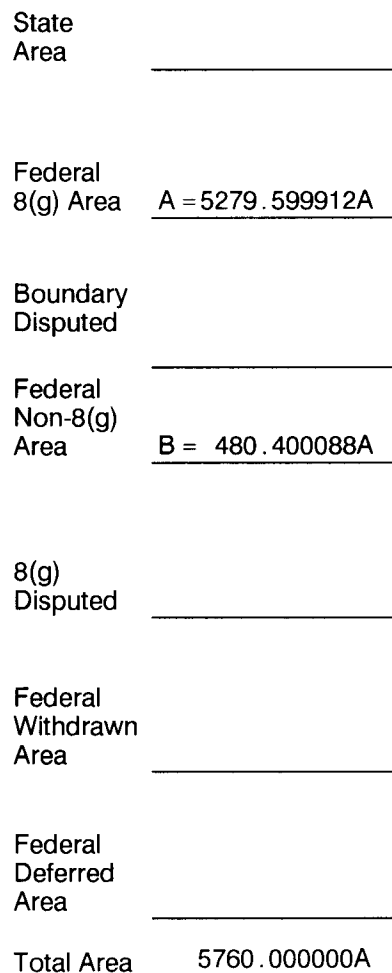 State
Area
Federal
8(g) Area A = 5279.599912A
Boundary
Disputed
Federal
Non-8(g)
Area B = 480.400088A
8(g)
Disputed
Federal
Withdrawn
Area
Federal
Deferred
Area
Total Area 5760.000000A